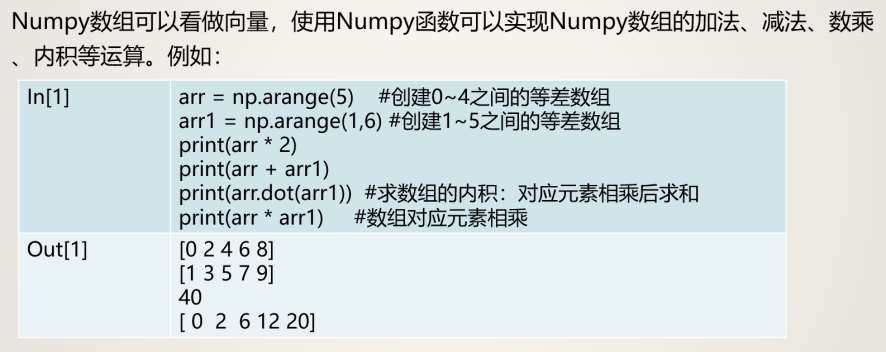 Numpy数组可以看做向量，使用Numpy函数可以实现Numpy数组的加法、减法、数乘
、内积等运算。例如：
In[1]
arr = np.arange(5) #创建0~4之间的等差数组
arr1 = np.arange(1,6) #创建1~5之间的等差数组
print(arr * 2)
print(arr + arr1)
print(arr.dot(arr1)) #求数组的内积：对应元素相乘后求和
print(arr * arr1) #数组对应元素相乘
Out[1]
[0 2 4 6 8]
[1 3 5 7 9]
40
[ 0 2 6 12 20]